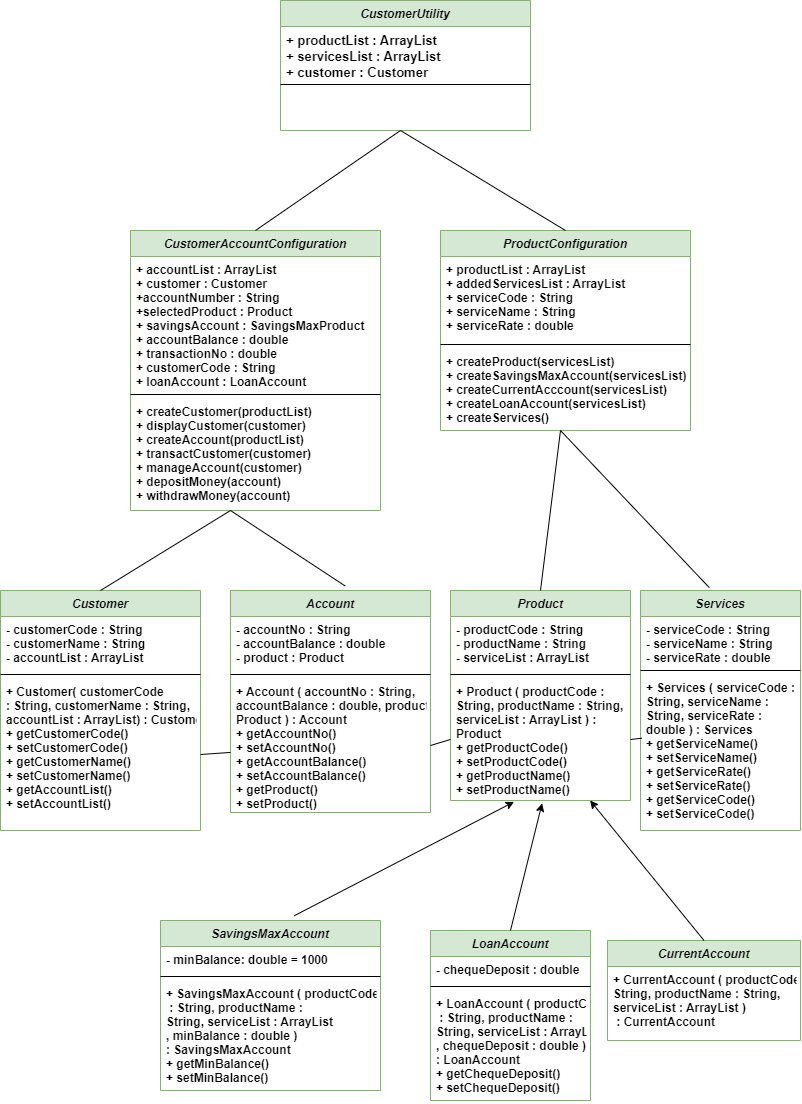 CustomerUtility
+ productList : ArrayList
+ servicesList : ArrayList
+ customer : Customer
CustomerAccountConfiguration
+ accountList : ArrayList
+ customer : Customer
+accountNumber : String
+selectedProduct : Product
+ savingsAccount : SavingsMaxProduct
+ accountBalance : double
+ transactionNo : double
+ customerCode : String
+ loanAccount : LoanAccount
+ createCustomer(productList)
+ displayCustomer(customer)
+ createAccount(productList)
+ transactCustomer(customer)
+ manageAccount(customer)
+ depositMoney(account)
+ withdrawMoney(account)
ProductConfiguration
+ productList : ArrayList
+ addedServicesList : ArrayList
+ serviceCode : String
+ serviceName : String
+ serviceRate : double
+ createProduct(servicesList)
+ createSavingsMaxAccount(servicesList)
+ createCurrentAcccount(servicesList)
+ createLoanAccount(servicesList)
+ createServices()
Customer
- customerCode : String
- customerName : String
- accountList : ArrayList
+ Customer( customerCode
: String, customerName : String,
accountList : ArrayList) : Custome
+ getCustomerCode()
+ setCustomerCode()
+ getCustomerName()
+ setCustomerName()
+ getAccountList()
+ setAccountList()
Account
- accountNo : String
- accountBalance : double
- product : Product
+ Account ( accountNo : String,
accountBalance : double, product
Product ) : Account
+ getAccountNo()
+ setAccountNo()
+ getAccountBalance()
+ setAccountBalance()
+ getProduct()
+ setProduct()
Product
- productCode : String
- productName : String
- serviceList : ArrayList
+ Product ( productCode :
String, productName : String,
serviceList : ArrayList ) :
Product
+ getProductCode()
+ setProductCode()
+ getProductName()
+ setProductName()
Services
- serviceCode : String
- serviceName : String
- serviceRate : double
+ Services ( serviceCode :
String, serviceName
: String, serviceRate :
double ) : Services
+ getServiceName()
+ setServiceName()
+ getServiceRate()
+ setServiceRate()
+ getServiceCode()
+ setServiceCode()
SavingsMaxAccount
- minBalance: double = 1000
+ SavingsMaxAccount ( productCode
: String, productName :
String, serviceList : ArrayList
, minBalance : double )
: SavingsMaxAccount
+ getMinBalance()
+ setMinBalance()
LoanAccount
- chequeDeposit : double
+ LoanAccount ( productC
: String, productName :
String, serviceList : ArrayL
, chequeDeposit : double )
: LoanAccount
+ getChequeDeposit()
+ setChequeDeposit()
CurrentAccount
+ CurrentAccount ( productCode
String, productName : String,
serviceList : ArrayList )
: CurrentAccount